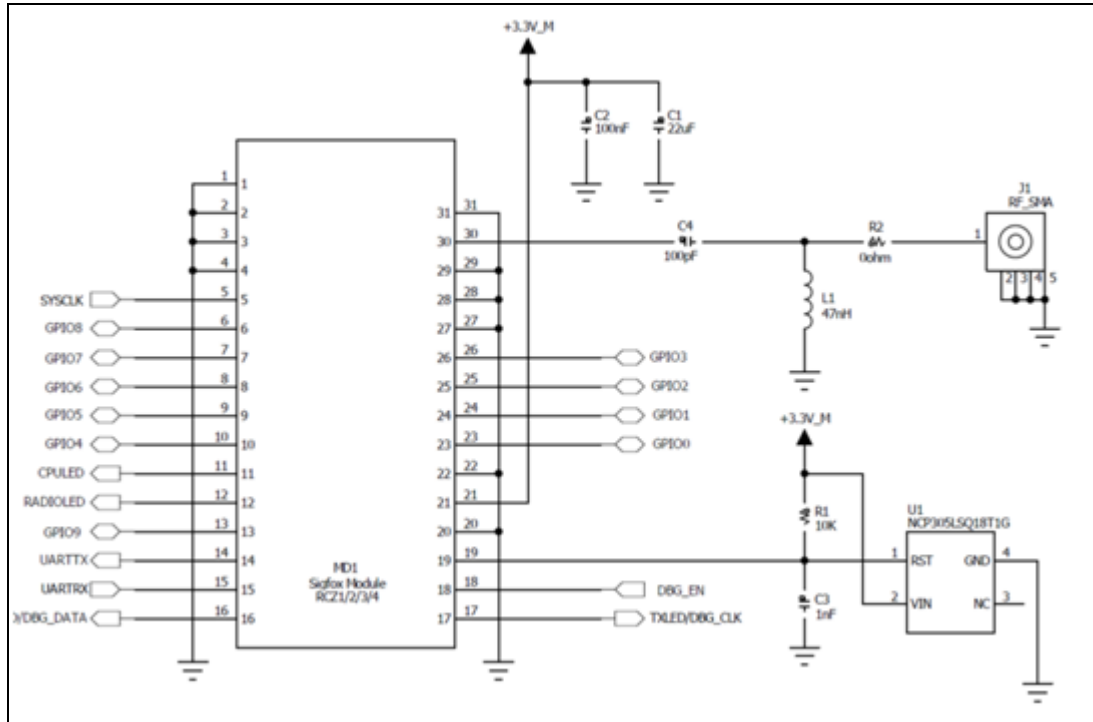 +3.3V_M
C2
100nF
C1
22uF
1 1
2 2
3 3
4 4
SYSCLK 5 5
GPIO8 6 6
GPIO7 7 7
GPIO6 8 8
GPIO5 9 9
GPIO4 10 10
CPULED 11 11
RADIOLED 12 12
GPIO9 13 13
UARTTX 14 14
UARTRX 15 15
/DBG_DATA 16 16
MD1
Sigfox Module
RCZ1/2/3/4
31 31
30 30
29 29
28 28
27 27
26 26 GPIO3
25 25 GPIO2
24 24 GPIO1
23 23 GPIO0
22 22
21 21
20 20
19 19
18 18 DBG_EN
17 17 TXLED/DBG_CLK
C4
100pF
R2
0ohm
J1
RF_SMA
1
2 3 4 5
L1
47nH
+3.3V_M
R1
10K
C3
1nF
U1
NCP305LSQ18T1G
1 RST GND 4
2 VIN NC 3